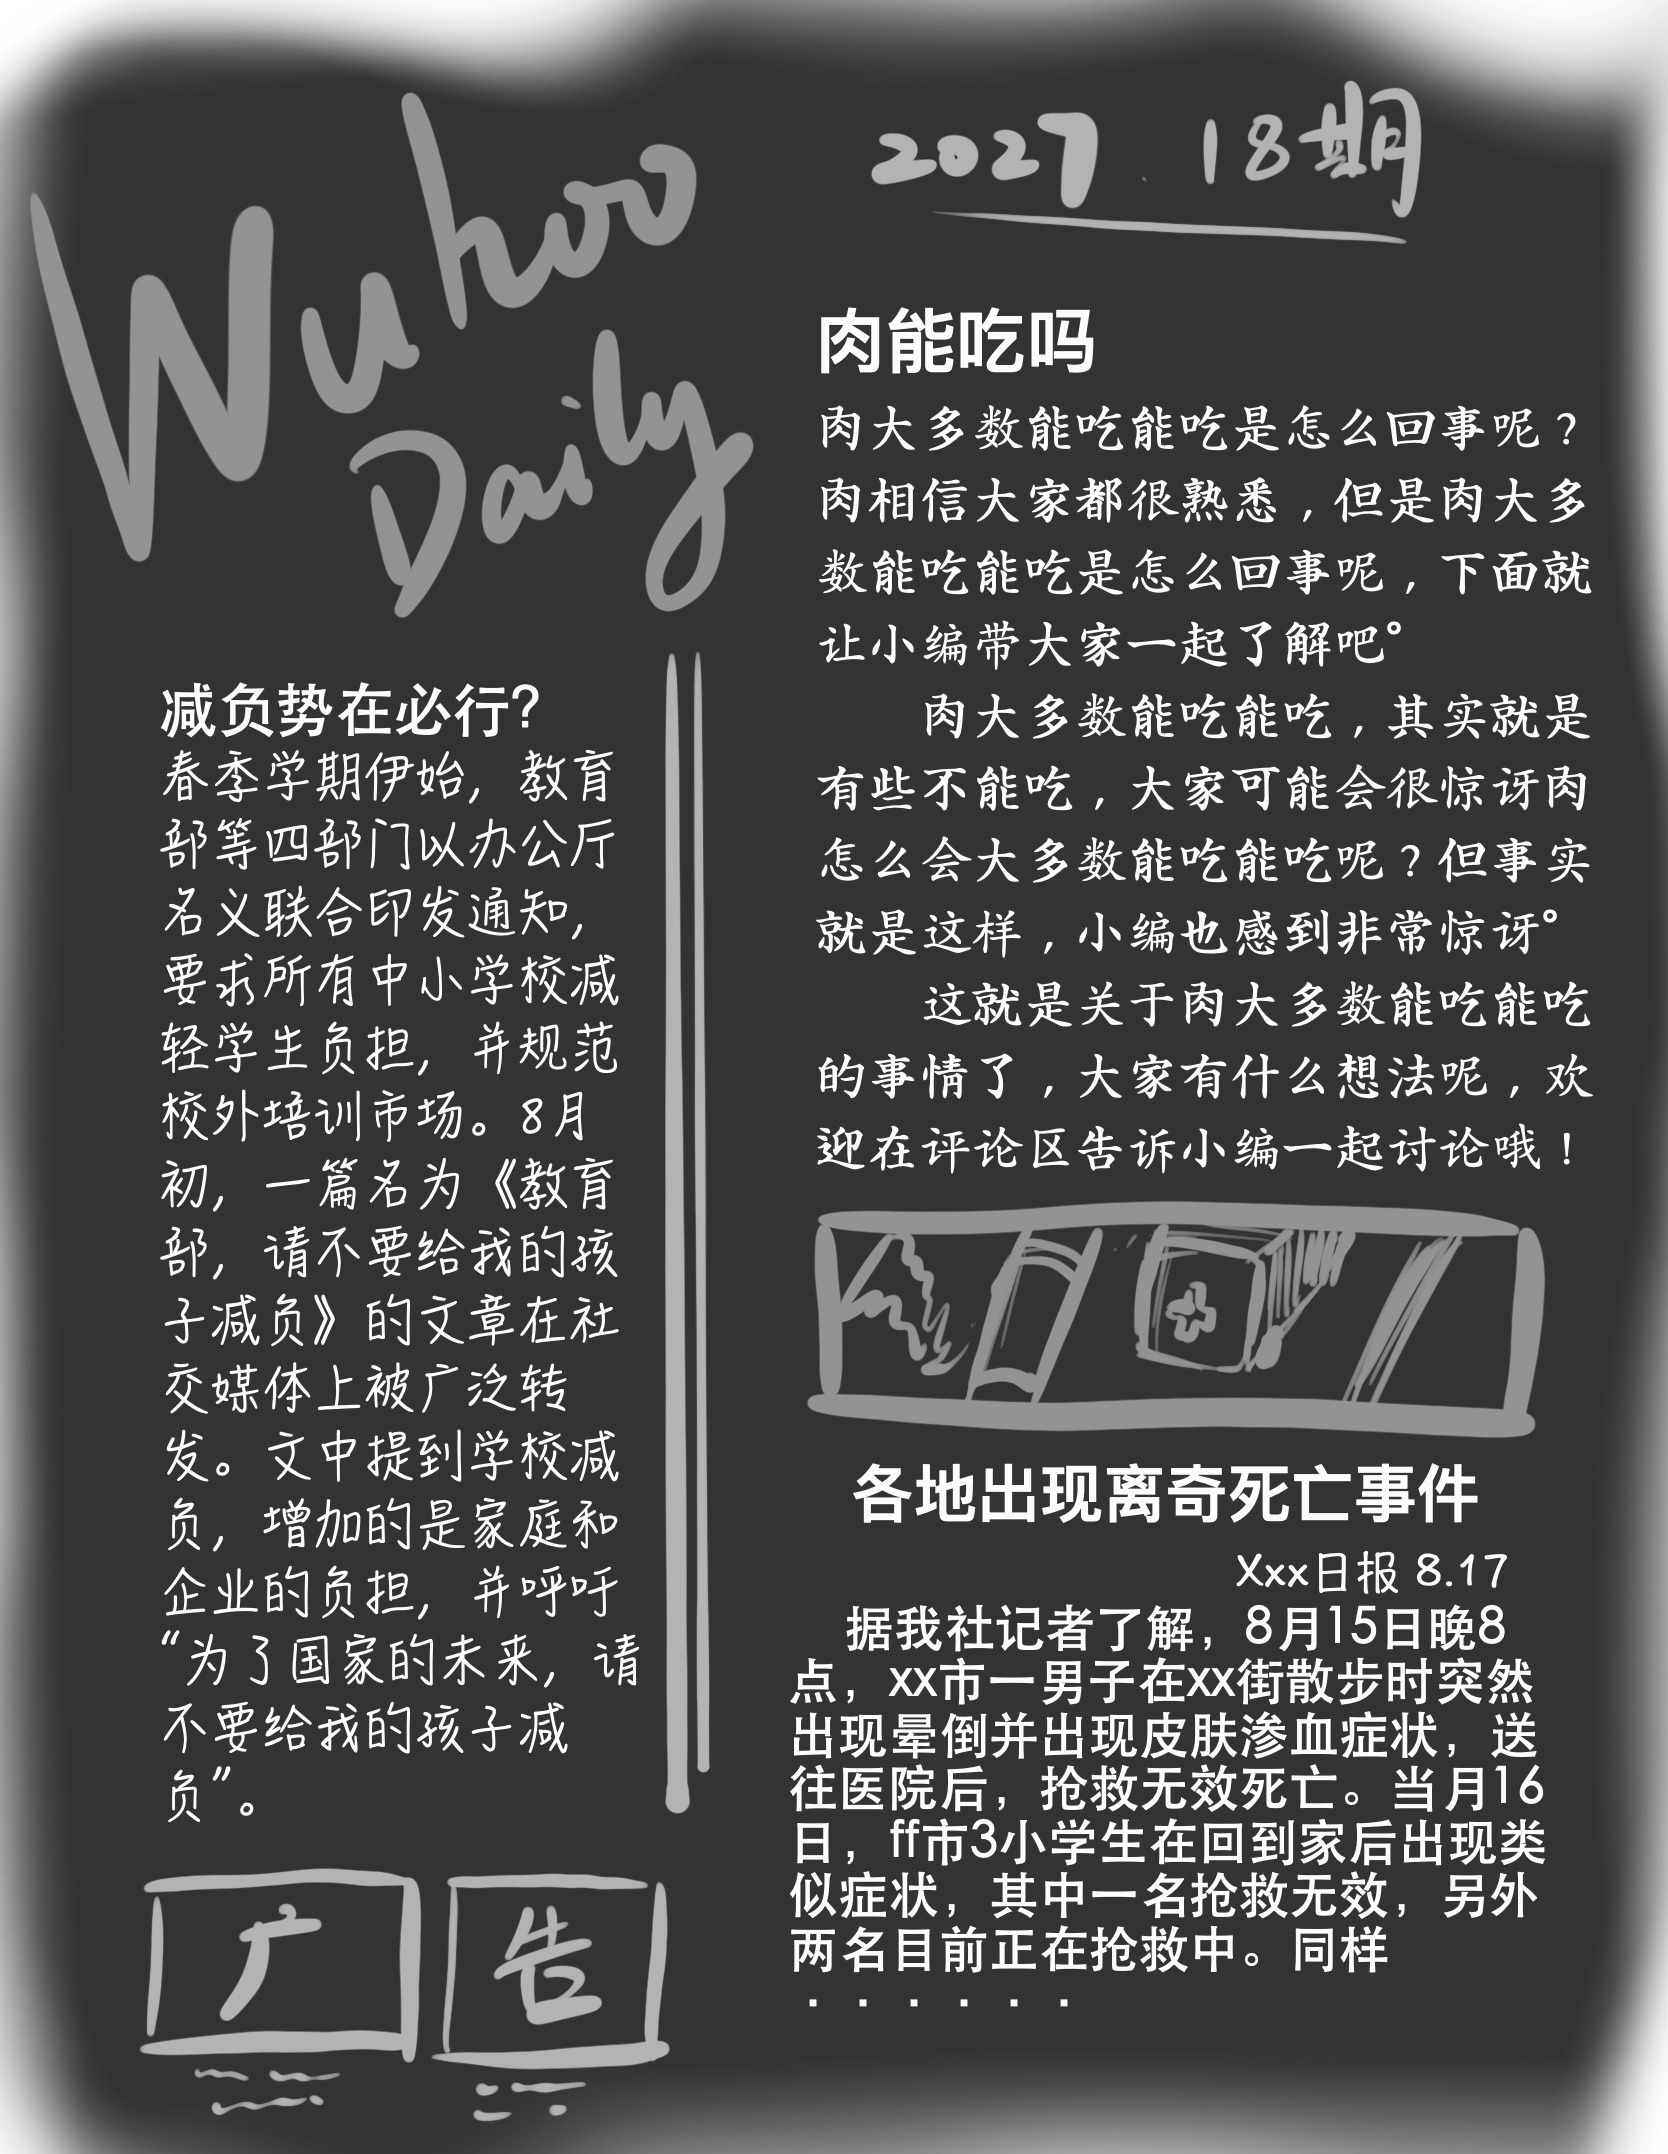 Wuhoo
Daily
2027.18期
减负势在必行?
春季学期伊始，教育
部等四部门以办公厅
名义联合印发通知，
要求所有中小学校减
轻学生负担，并规范
校外培训市场。8月
初，一篇名为《教育
部，请不要给我的孩
子减负》的文章在社
交媒体上被广泛转
发。文中提到学校减
负，增加的是家庭和
企业的负担，并呼吁
“为了国家的未来，请
不要给我的孩子减
负”。
广 告
肉能吃吗
肉大多数能吃能吃是怎么回事呢？
肉相信大家都很熟悉，但是肉大多
数能吃能吃是怎么回事呢，下面就
让小编带大家一起了解吧。
肉大多数能吃能吃，其实就是
有些不能吃，大家可能会很惊讶肉
怎么会大多数能吃能吃呢？但事实
就是这样，小编也感到非常惊讶。
这就是关于肉大多数能吃能吃
的事情了，大家有什么想法呢，欢
迎在评论区告诉小编一起讨论哦！
各地出现离奇死亡事件
Xxx日报 8.17
据我社记者了解，8月15日晚8
点，xx市一男子在xx街散步时突然
出现晕倒并出现皮肤渗血症状，送
往医院后，抢救无效死亡。当月16
日，ff市3小学生在回到家后出现类
似症状，其中一名抢救无效，另外
两名目前正在抢救中。同样
······